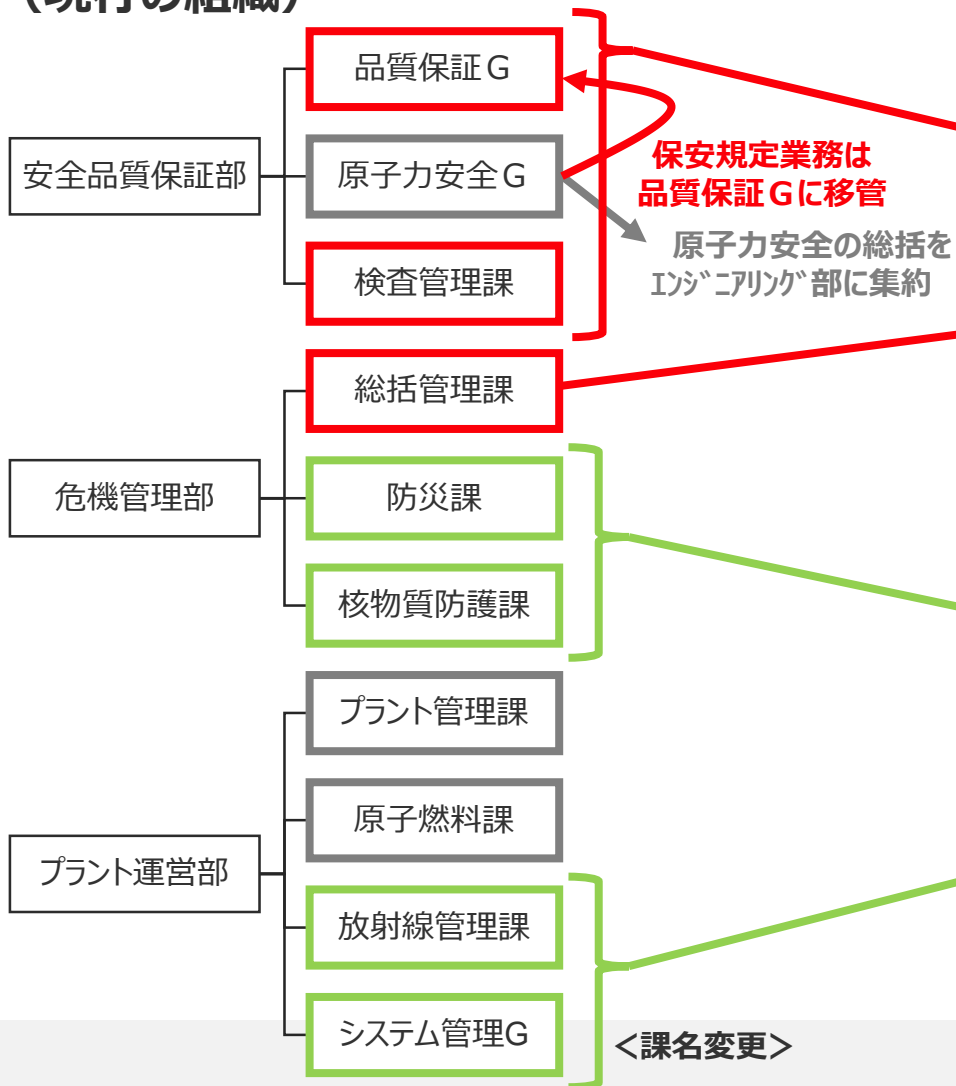 （現行の組織）
品質保証Ｇ
安全品質保証部
原子力安全Ｇ
保安規定業務は
品質保証Ｇに移管
原子力安全の総括を
ｴﾝｼﾞﾆｱﾘﾝｸﾞ部に集約
検査管理課
総括管理課
危機管理部
防災課
核物質防護課
プラント管理課
原子燃料課
プラント運営部
放射線管理課
システム管理G
＜課名変更＞